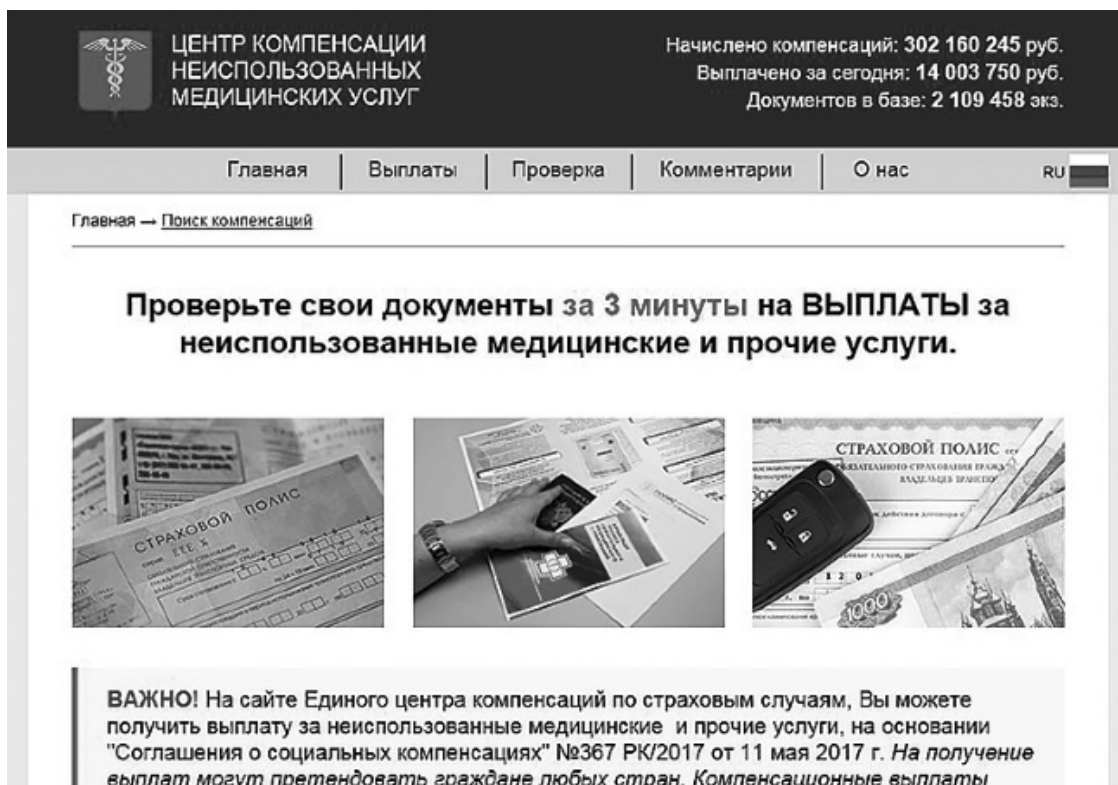 ЦЕНТР КОМПЕНСАЦИИ
НЕИСПОЛЬЗОВАННЫХ
МЕДИЦИНСКИХ УСЛУГ
Начислено компенсаций: 302 160 245 руб.
Выплачено за сегодня: 14 003 750 руб.
Документов в базе: 2 109 458 экз.
Главная | Выплаты | Проверка | Комментарии | О нас
RU
Главная → Поиск компенсаций
Проверьте свои документы за 3 минуты на ВЫПЛАТЫ за
неиспользованные медицинские и прочие услуги.
СТРАХОВОЙ ПОЛИС
ЕЕЕ X
СТРАХОВОЙ ПОЛИС
ОБЯЗАТЕЛЬНОГО СТРАХОВАНИЯ
ВЛАДЕЛЬЦЕВ
1000
ВАЖНО! На сайте Единого центра компенсаций по страховым случаям, Вы можете
получить выплату за неиспользованные медицинские и прочие услуги, на основании
"Соглашения о социальных компенсациях" №367 РК/2017 от 11 мая 2017 г. На получение
выплат могут претендовать граждане любых стран. Компенсационные выплаты